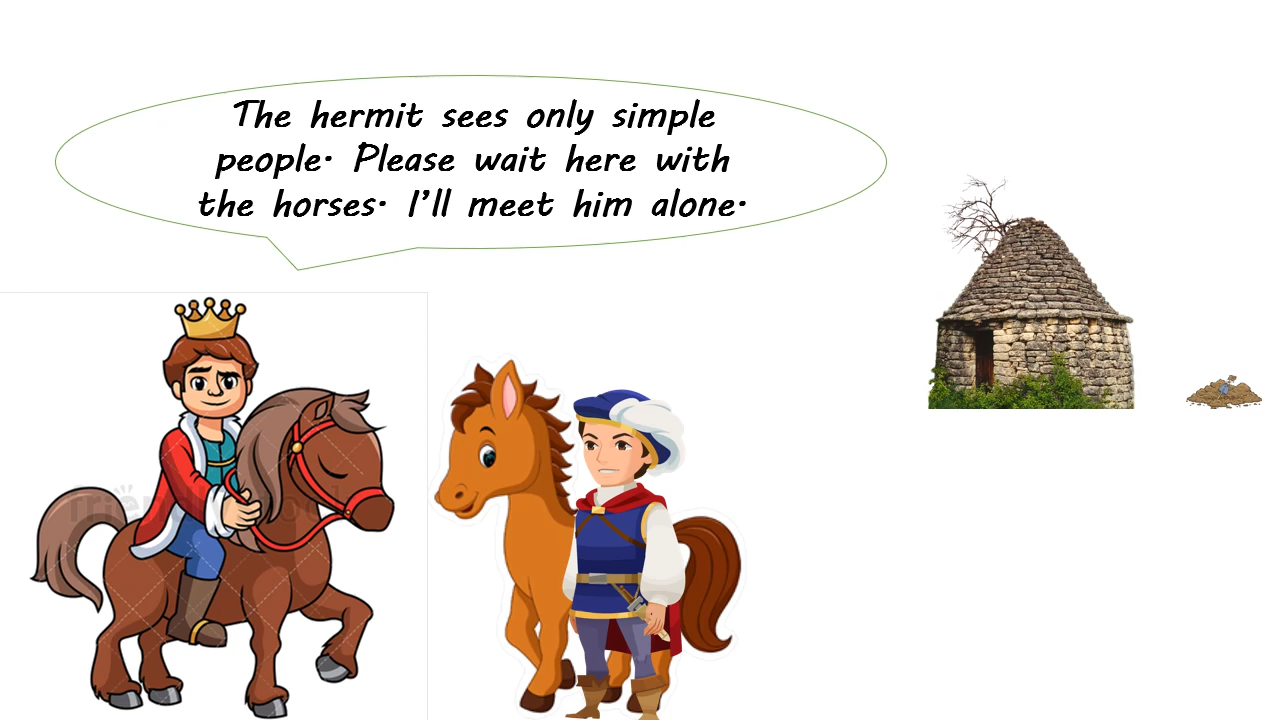 The hermit sees only simple
people. Please wait here with
the horses. I'll meet him alone.